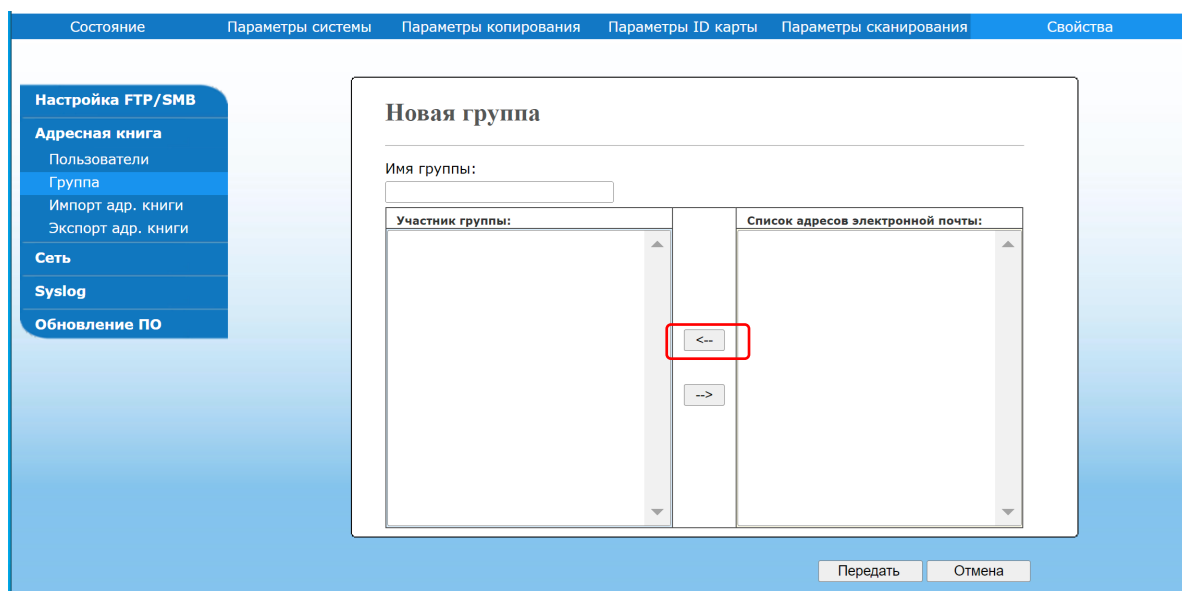 Состояние Параметры системы Параметры копирования Параметры ID карты Параметры сканирования Свойства
Настройка FTP/SMB
Адресная книга
Пользователи
Группа
Импорт адр. книги
Экспорт адр. книги
Сеть
Syslog
Обновление ПО
Новая группа
Имя группы:
Участник группы: Список адресов электронной почты:
<--
-->
Передать Отмена